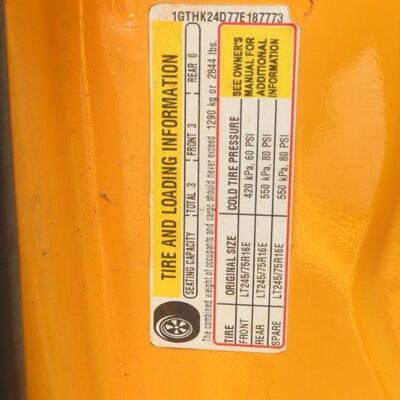 1GTHK24D77E187773
TIRE AND LOADING INFORMATION
SEATING CAPACITY TOTAL 3 FRONT 3 REAR 0
The combined weight of occupants and cargo should never exceed 1290 kg or 2844 lbs.
TIRE ORIGINAL SIZE COLD TIRE PRESSURE
FRONT LT245/75R16E 420 kPa, 60 PSI
REAR LT245/75R16E 550 kPa, 80 PSI
SPARE LT245/75R16E 550 kPa, 80 PSI
SEE OWNER'S
MANUAL FOR
ADDITIONAL
INFORMATION